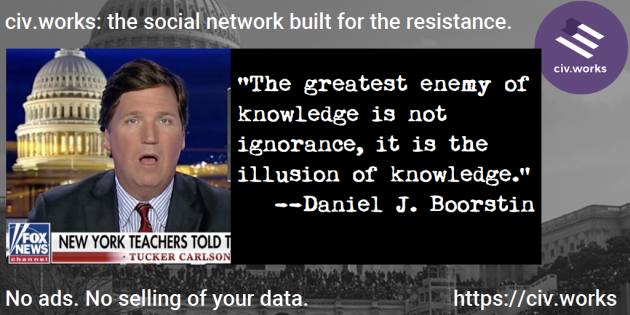 civ.works: the social network built for the resistance.
civ.works
"The greatest enemy of
knowledge is not
ignorance, it is the
illusion of knowledge."
--Daniel J. Boorstin
FOX
NEWS
channel
NEW YORK TEACHERS TOLD T
· TUCKER CARLSON
No ads. No selling of your data.
https://civ.works